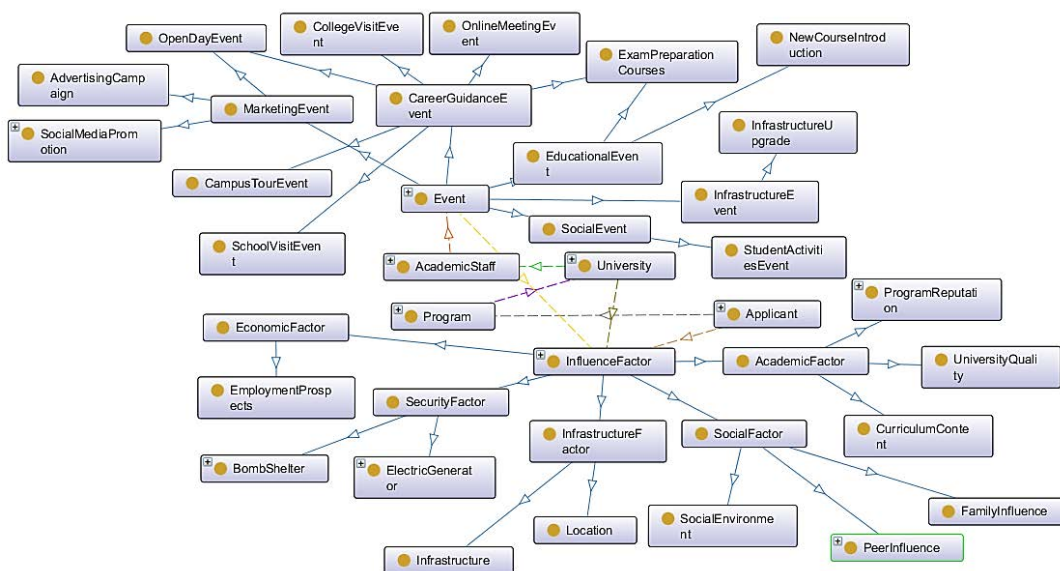 OpenDayEvent
CollegeVisitEve
nt
OnlineMeetingEv
ent
NewCourseIntrod
uction
ExamPreparation
Courses
AdvertisingCamp
aign
MarketingEvent
CareerGuidanceE
vent
SocialMediaProm
otion
InfrastructureU
pgrade
EducationalEven
t
CampusTourEvent
Event
InfrastructureE
vent
SocialEvent
SchoolVisitEven
t
StudentActiviti
esEvent
AcademicStaff
University
ProgramReputati
on
Program
Applicant
EconomicFactor
InfluenceFactor
AcademicFactor
UniversityQuali
ty
EmploymentProsp
ects
SecurityFactor
InfrastructureF
actor
SocialFactor
CurriculumConte
nt
BombShelter
ElectricGenerat
or
Location
SocialEnvironme
nt
FamilyInfluence
Infrastructure
PeerInfluence